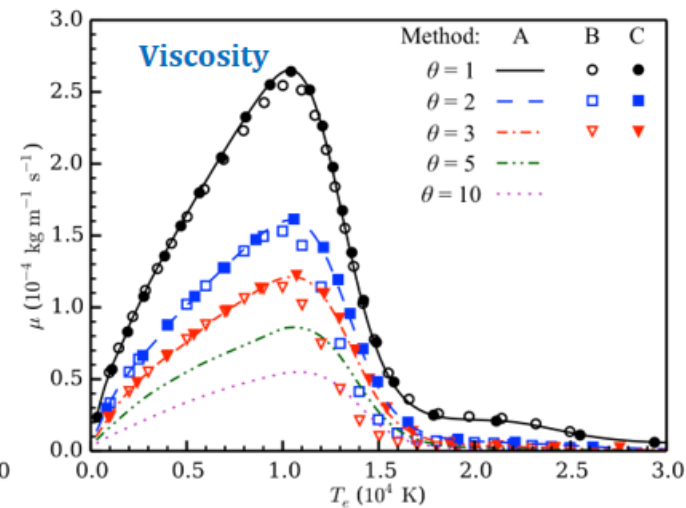 3.0
2.5
2.0
1.5
1.0
0.5
0.0
μ (10⁻⁴ kg m⁻¹ s⁻¹)
Viscosity
Method: A B C
θ = 1
θ = 2
θ = 3
θ = 5
θ = 10
0
0.0 0.5 1.0 1.5 2.0 2.5 3.0
Tₑ (10⁴ K)